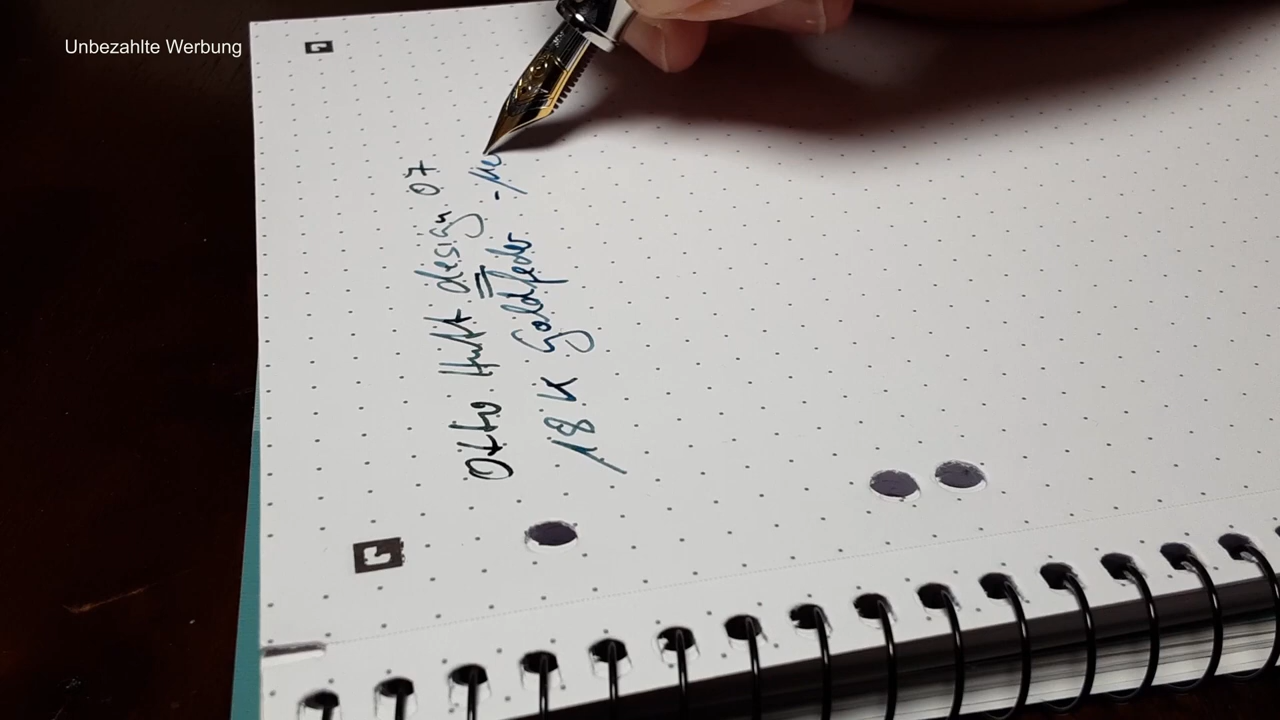 Unbezahlte Werbung
Otto Hutt design 07
18 K Goldfeder -